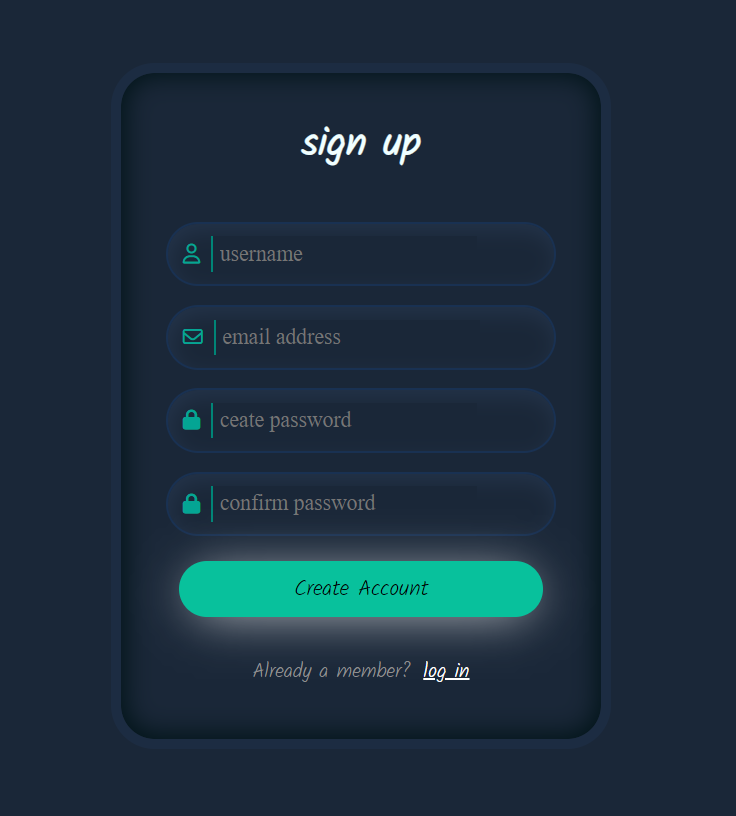 sign up
username
email address
ceate password
confirm password
Create Account
Already a member? log in